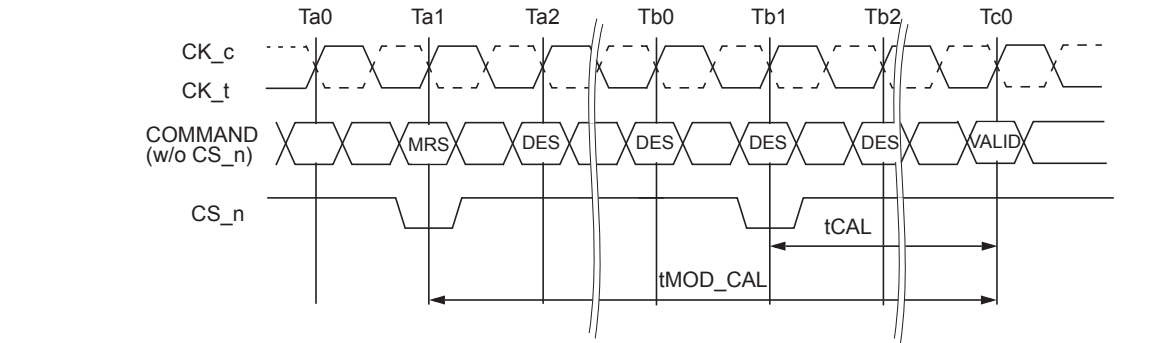 Ta0 Ta1 Ta2 Tb0 Tb1 Tb2 Tc0
CK_c
CK_t
COMMAND
(w/o CS_n)
MRS DES DES DES DES VALID
CS_n
tCAL
tMOD_CAL